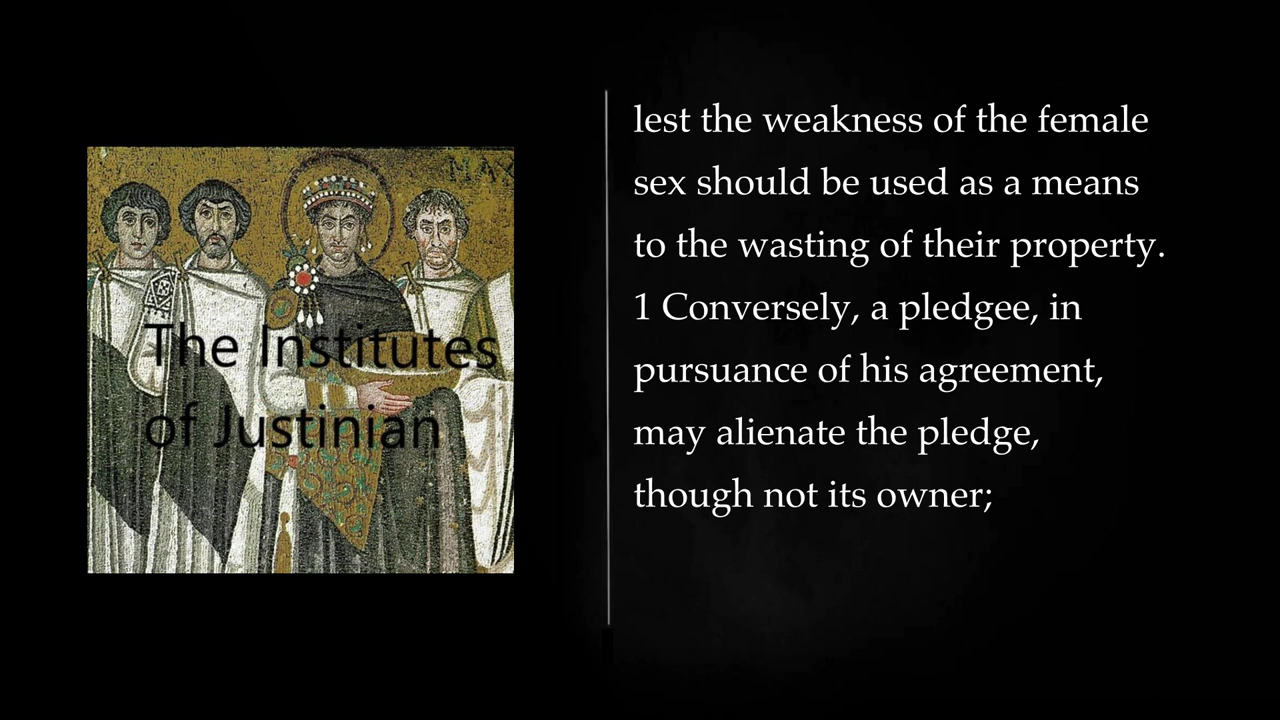 MAX
The Institutes
of Justinian
lest the weakness of the female
sex should be used as a means
to the wasting of their property.
1 Conversely, a pledgee, in
pursuance of his agreement,
may alienate the pledge,
though not its owner;